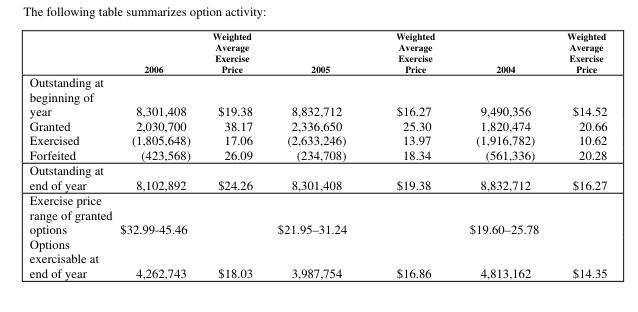 The following table summarizes option activity:
Weighted Weighted Weighted
Average Average Average
Exercise Exercise Exercise
2006 Price 2005 Price 2004 Price
Outstanding at
beginning of
year 8,301,408 $19.38 8,832,712 $16.27 9,490,356 $14.52
Granted 2,030,700 38.17 2,336,650 25.30 1,820,474 20.66
Exercised (1,805,648) 17.06 (2,633,246) 13.97 (1,916,782) 10.62
Forfeited (423,568) 26.09 (234,708) 18.34 (561,336) 20.28
Outstanding at
end of year 8,102,892 $24.26 8,301,408 $19.38 8,832,712 $16.27
Exercise price
range of granted
options $32.99-45.46 $21.95–31.24 $19.60–25.78
Options
exercisable at
end of year 4,262,743 $18.03 3,987,754 $16.86 4,813,162 $14.35